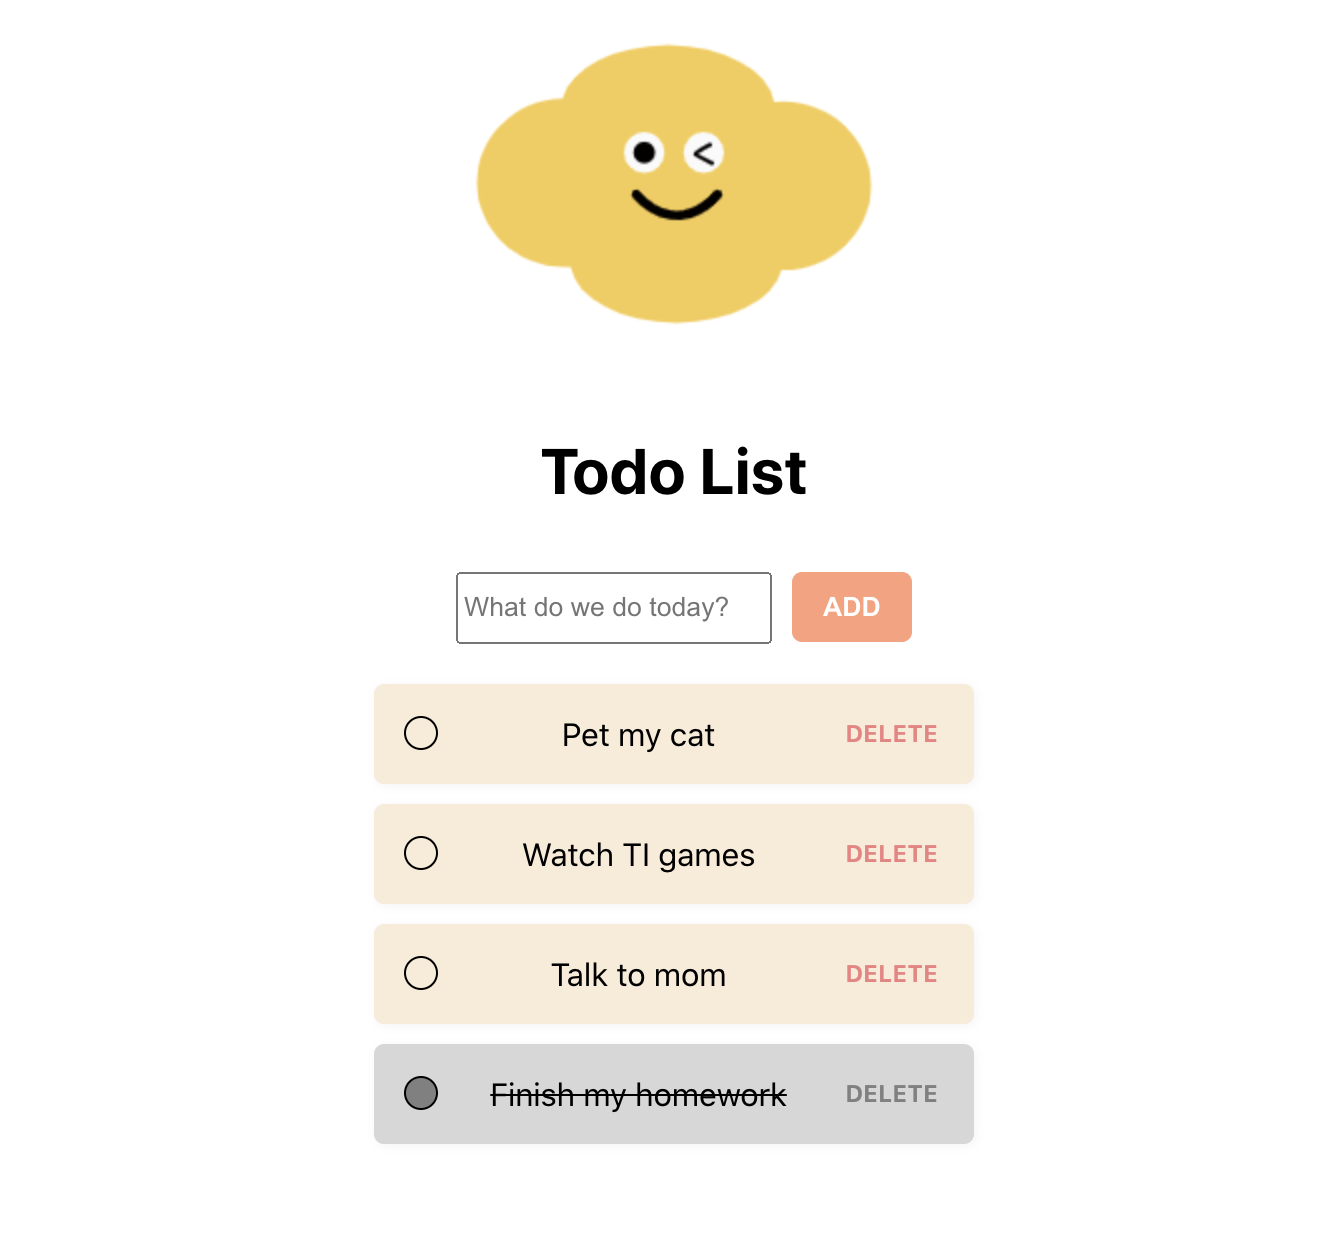 Todo List
What do we do today? ADD
Pet my cat DELETE
Watch TI games DELETE
Talk to mom DELETE
Finish my homework DELETE